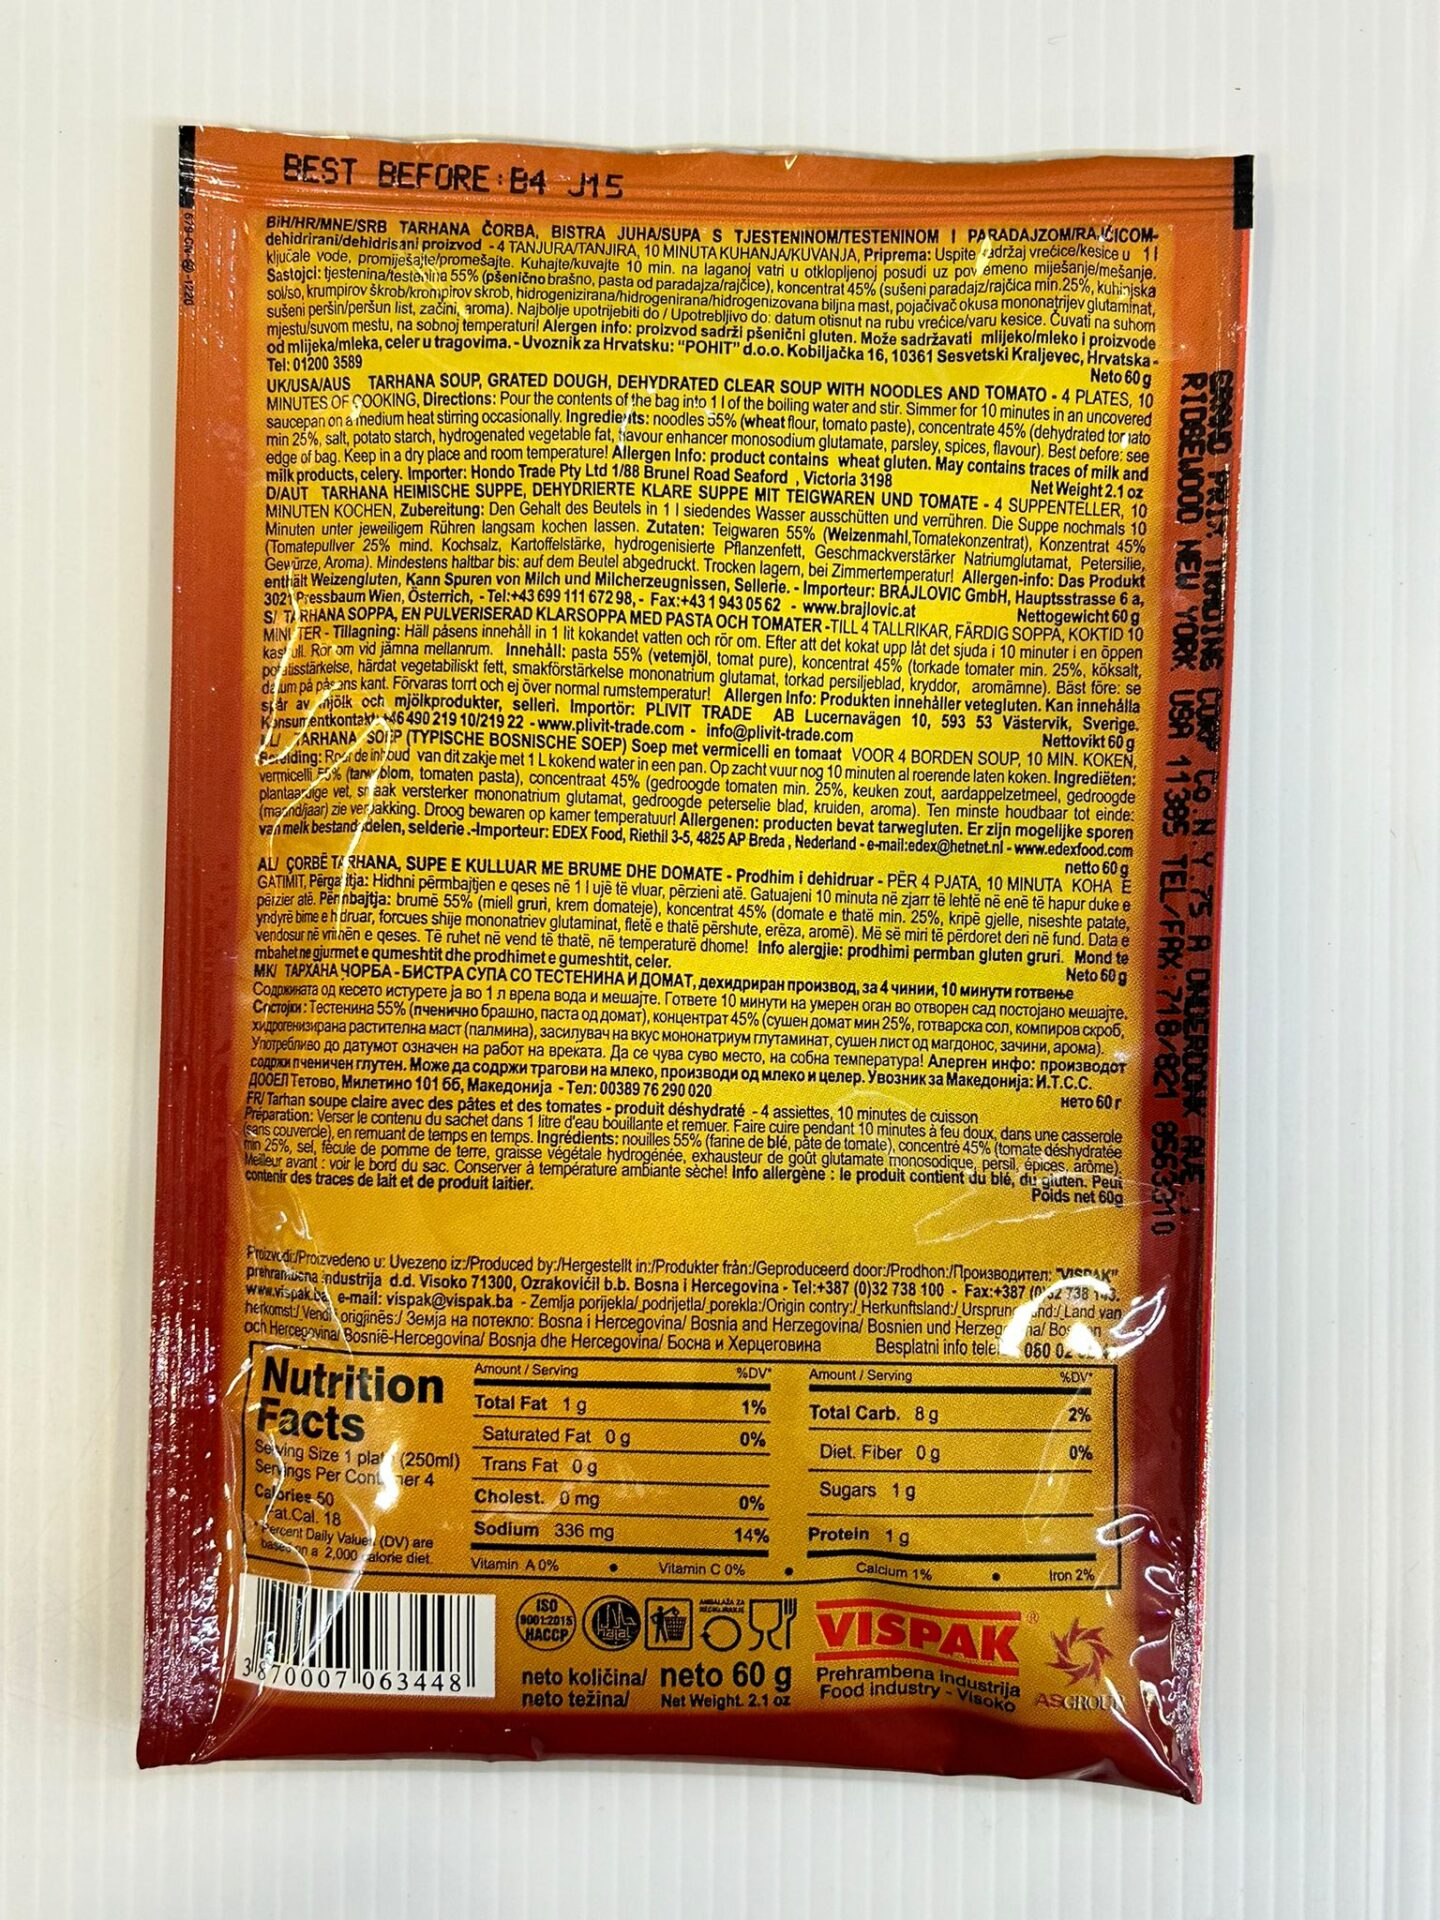 BEST BEFORE: B4 J15
BiH/HR/MNE/SRB TARHANA ČORBA, BISTRA JUHA/SUPA S TJESTENINOM/TESTENINOM I PARADAJZOM/RAJČICOM-
dehidrirani/dehidrisani proizvod - 4 TANJURA/TANJIRA, 10 MINUTA KUHANJA/KUVANJA, Priprema: Uspite sadržaj vrećice/kesice u 1 l
ključale vode, promiješajte/promešajte. Kuhajte/kuvajte 10 min. na laganoj vatri u otklopljenoj posudi uz povremeno miješanje/mešanje.
Sastojci: tjestenina/testenina 55% (pšenično brašno, pasta od paradajza/rajčice), koncentrat 45% (sušeni paradajz/rajčica min.25%, kuhinjska
sol/so, krumpirov škrob/krompirov skrob, hidrogenizirana/hidrogenirana/hidrogenizovana biljna mast, pojačivač okusa mononatrijev glutaminat,
sušeni peršin/peršun list, začini, aroma). Najbolje upotrijebiti do / Upotrebljivo do: datum otisnut na rubu vrećice/varu kesice. Čuvati na suhom
mjestu/suvom mestu, na sobnoj temperaturi! Alergen info: proizvod sadrži pšenični gluten. Može sadržavati mlijeko/mleko i proizvode
od mlijeka/mleka, celer u tragovima. - Uvoznik za Hrvatsku: "POHIT" d.o.o. Kobiljačka 16, 10361 Sesvetski Kraljevec, Hrvatska -
Tel: 01200 3589 Neto 60 g
UK/USA/AUS TARHANA SOUP, GRATED DOUGH, DEHYDRATED CLEAR SOUP WITH NOODLES AND TOMATO - 4 PLATES, 10
MINUTES OF COOKING, Directions: Pour the contents of the bag into 1 l of the boiling water and stir. Simmer for 10 minutes in an uncovered
saucepan on a medium heat stirring occasionally. Ingredients: noodles 55% (wheat flour, tomato paste), concentrate 45% (dehydrated tomato
min 25%, salt, potato starch, hydrogenated vegetable fat, flavour enhancer monosodium glutamate, parsley, spices, flavour). Best before: see
edge of bag. Keep in a dry place and room temperature! Allergen Info: product contains wheat gluten. May contains traces of milk and
milk products, celery. Importer: Hondo Trade Pty Ltd 1/88 Brunel Road Seaford , Victoria 3198 Net Weight 2.1 oz
D/AUT TARHANA HEIMISCHE SUPPE, DEHYDRIERTE KLARE SUPPE MIT TEIGWAREN UND TOMATE - 4 SUPPENTELLER, 10
MINUTEN KOCHEN, Zubereitung: Den Gehalt des Beutels in 1 l siedendes Wasser ausschütten und verrühren. Die Suppe nochmals 10
Minuten unter jeweiligem Rühren langsam kochen lassen. Zutaten: Teigwaren 55% (Weizenmahl, Tomatekonzentrat), Konzentrat 45%
(Tomatepullver 25% mind. Kochsalz, Kartoffelstärke, hydrogenisierte Pflanzenfett, Geschmackverstärker Natriumglutamat, Petersilie,
Gewürze, Aroma). Mindestens haltbar bis: auf dem Beutel abgedruckt. Trocken lagern, bei Zimmertemperatur! Allergen-info: Das Produkt
enthält Weizengluten, Kann Spuren von Milch und Milcherzeugnissen, Sellerie. - Importeur: BRAJLOVIC GmbH, Hauptsstrasse 6 a,
3021 Pressbaum Wien, Österrich, - Tel:+43 699 111 672 98, - Fax:+43 1 943 05 62 - www.brajlovic.at Nettogewicht 60 g
S/ TARHANA SOPPA, EN PULVERISERAD KLARSOPPA MED PASTA OCH TOMATER -TILL 4 TALLRIKAR, FÄRDIG SOPPA, KOKTID 10
MINUTER - Tillagning: Häll påsens innehåll in 1 lit kokandet vatten och rör om. Efter att det kokat upp låt det sjuda i 10 minuter i en öppen
kastrull. Rör om vid jämna mellanrum. Innehåll: pasta 55% (vetemjöl, tomat pure), koncentrat 45% (torkade tomater min. 25%, köksalt,
potatisstärkelse, härdat vegetabiliskt fett, smakförstärkelse mononatrium glutamat, torkad persiljeblad, kryddor, aromämne). Bäst före: se
datum på påsens kant. Förvaras torrt och ej över normal rumstemperatur! Allergen Info: Produkten innehåller vetegluten. Kan innehålla
spår av mjölk och mjölkprodukter, selleri. Importör: PLIVIT TRADE AB Lucernavägen 10, 593 53 Västervik, Sverige.
Konsumentkontakt: +46 490 219 10/219 22 - www.plivit-trade.com - info@plivit-trade.com Nettovikt 60 g
NL/ TARHANA SOEP (TYPISCHE BOSNISCHE SOEP) Soep met vermicelli en tomaat VOOR 4 BORDEN SOUP, 10 MIN. KOKEN,
Bereiding: Roer de inhoud van dit zakje met 1 L kokend water in een pan. Op zacht vuur nog 10 minuten al roerende laten koken. Ingrediëten:
vermicelli 55% (tarweblom, tomaten pasta), concentraat 45% (gedroogde tomaten min. 25%, keuken zout, aardappelzetmeel, gedroogde
plantaardige vet, smaak versterker mononatrium glutamat, gedroogde peterselie blad, kruiden, aroma). Ten minste houdbaar tot einde:
(maand/jaar) zie verpakking. Droog bewaren op kamer temperatuur! Allergenen: producten bevat tarwegluten. Er zijn mogelijke sporen
van melk bestanddelen, selderie.-Importeur: EDEX Food, Riethil 3-5, 4825 AP Breda , Nederland - e-mail:edex@hetnet.nl - www.edexfood.com
netto 60 g
AL/ ÇORBË TARHANA, SUPE E KULLUAR ME BRUME DHE DOMATE - Prodhim i dehidruar - PËR 4 PJATA, 10 MINUTA KOHA E
GATIMIT, Përgatitja: Hidhni përmbajtjen e qeses në 1 l ujë të vluar, përzieni atë. Gatuajeni 10 minuta në zjarr të lehtë në enë të hapur duke e
përzier atë. Përmbajtja: brumë 55% (miell gruri, krem domateje), koncentrat 45% (domate e thatë min. 25%, kripë gjelle, niseshte patate,
yndyrë bime e hidruar, forcues shije mononatriev glutaminat, fletë e thatë përshute, erëza, aromë). Më së miri të përdoret deri në fund. Data e
vendosur në vrihën e qeses. Të ruhet në vend të thatë, në temperaturë dhome! Info alergjie: prodhimi permban gluten gruri. Mond te
mbahet ne gjurmet e qumeshtit dhe prodhimet e gumeshtit, celer. Neto 60 g
MK/ ТАРХАНА ЧОРБА - БИСТРА СУПА СО ТЕСТЕНИНА И ДОМАТ, дехидриран производ, за 4 чинии, 10 минути готвење
Содржината од кесето истурете ја во 1 л врела вода и мешајте. Гответе 10 минути на умерен оган во отворен сад постојано мешајте.
Состојки: Тестенина 55% (пченично брашно, паста од домат), концентрат 45% (сушен домат мин 25%, готварска сол, компиров скроб,
хидрогенизирана растителна маст (палмина), засилувач на вкус мононатриум глутаминат, сушен лист од магдонос, зачини, арома).
Употребливо до датумот означен на работ на вреката. Да се чува суво место, на собна температура! Алерген инфо: производот
содржи пченичен глутен. Може да содржи трагови на млеко, производи од млеко и целер. Увозник за Македонија: И.Т.С.С.
ДООЕЛ Тетово, Милетино 101 бб, Македонија - Тел: 00389 76 290 020 нето 60 г
FR/ Tarhan soupe claire avec des pâtes et des tomates - produit déshydraté - 4 assiettes, 10 minutes de cuisson
Préparation: Verser le contenu du sachet dans 1 litre d'eau bouillante et remuer. Faire cuire pendant 10 minutes à feu doux, dans une casserole
(sans couvercle), en remuant de temps en temps. Ingrédients: nouilles 55% (farine de blé, pâte de tomate), concentré 45% (tomate déshydratée
min 25%, sel, fécule de pomme de terre, graisse végétale hydrogénée, exhausteur de goût glutamate monosodique, persil, épices, arôme).
Meilleur avant : voir le bord du sac. Conserver à température ambiante sèche! Info allergène : le produit contient du blé, du gluten. Peut
contenir des traces de lait et de produit laitier. Poids net 60g
Proizvodi:/Proizvedeno u: Uvezeno iz:/Produced by:/Hergestellt in:/Produkter från:/Geproduceerd door:/Prodhon:/Производител: "VISPAK"
prehrambena industrija d.d. Visoko 71300, Ozrakovićil b.b. Bosna i Hercegovina - Tel:+387 (0)32 738 100 - Fax:+387 (0)32 738 143.
www.vispak.ba, e-mail: vispak@vispak.ba - Zemlja porijekla/ podrijetla/ porekla:/Origin contry:/ Herkunftsland:/ Ursprung land:/ Land van
herkomst:/ Vendi origjinës:/ Земја на потекло: Bosna i Hercegovina/ Bosnia and Herzegovina/ Bosnien und Herzegovina/ Bosnien
och Hercegovina/ Bosnië-Hercegovina/ Bosnja dhe Hercegovina/ Босна и Херцеговина Besplatni info 080 02
Nutrition
Facts
Serving Size 1 plate (250ml)
Servings Per Container 4
Calories 50
Fat.Cal. 18
* Percent Daily Values (DV) are
based on a 2,000 calorie diet.
Amount / Serving %DV*
Total Fat 1 g 1%
Saturated Fat 0 g 0%
Trans Fat 0 g
Cholest. 0 mg 0%
Sodium 336 mg 14%
Amount / Serving %DV*
Total Carb. 8 g 2%
Diet. Fiber 0 g 0%
Sugars 1 g
Protein 1 g
Vitamin A 0% • Vitamin C 0% • Calcium 1% • Iron 2%
3 870007 063448
ISO
9001:2015
HACCP
حلال
Halal
AMBALAŽA ZA
RECIKLIRANJE
neto količina/
neto težina/
neto 60 g
Net Weight. 2.1 oz
VISPAK®
Prehrambena Industrija
Food industry - Visoko
ASGROUP
GRAND PRIX TRADING CORP CO.N.Y.75 A ONDERDONK AVE.,
RIDGEWOOD NEW YORK USA 11385 TEL/FAX:718/821 8563310